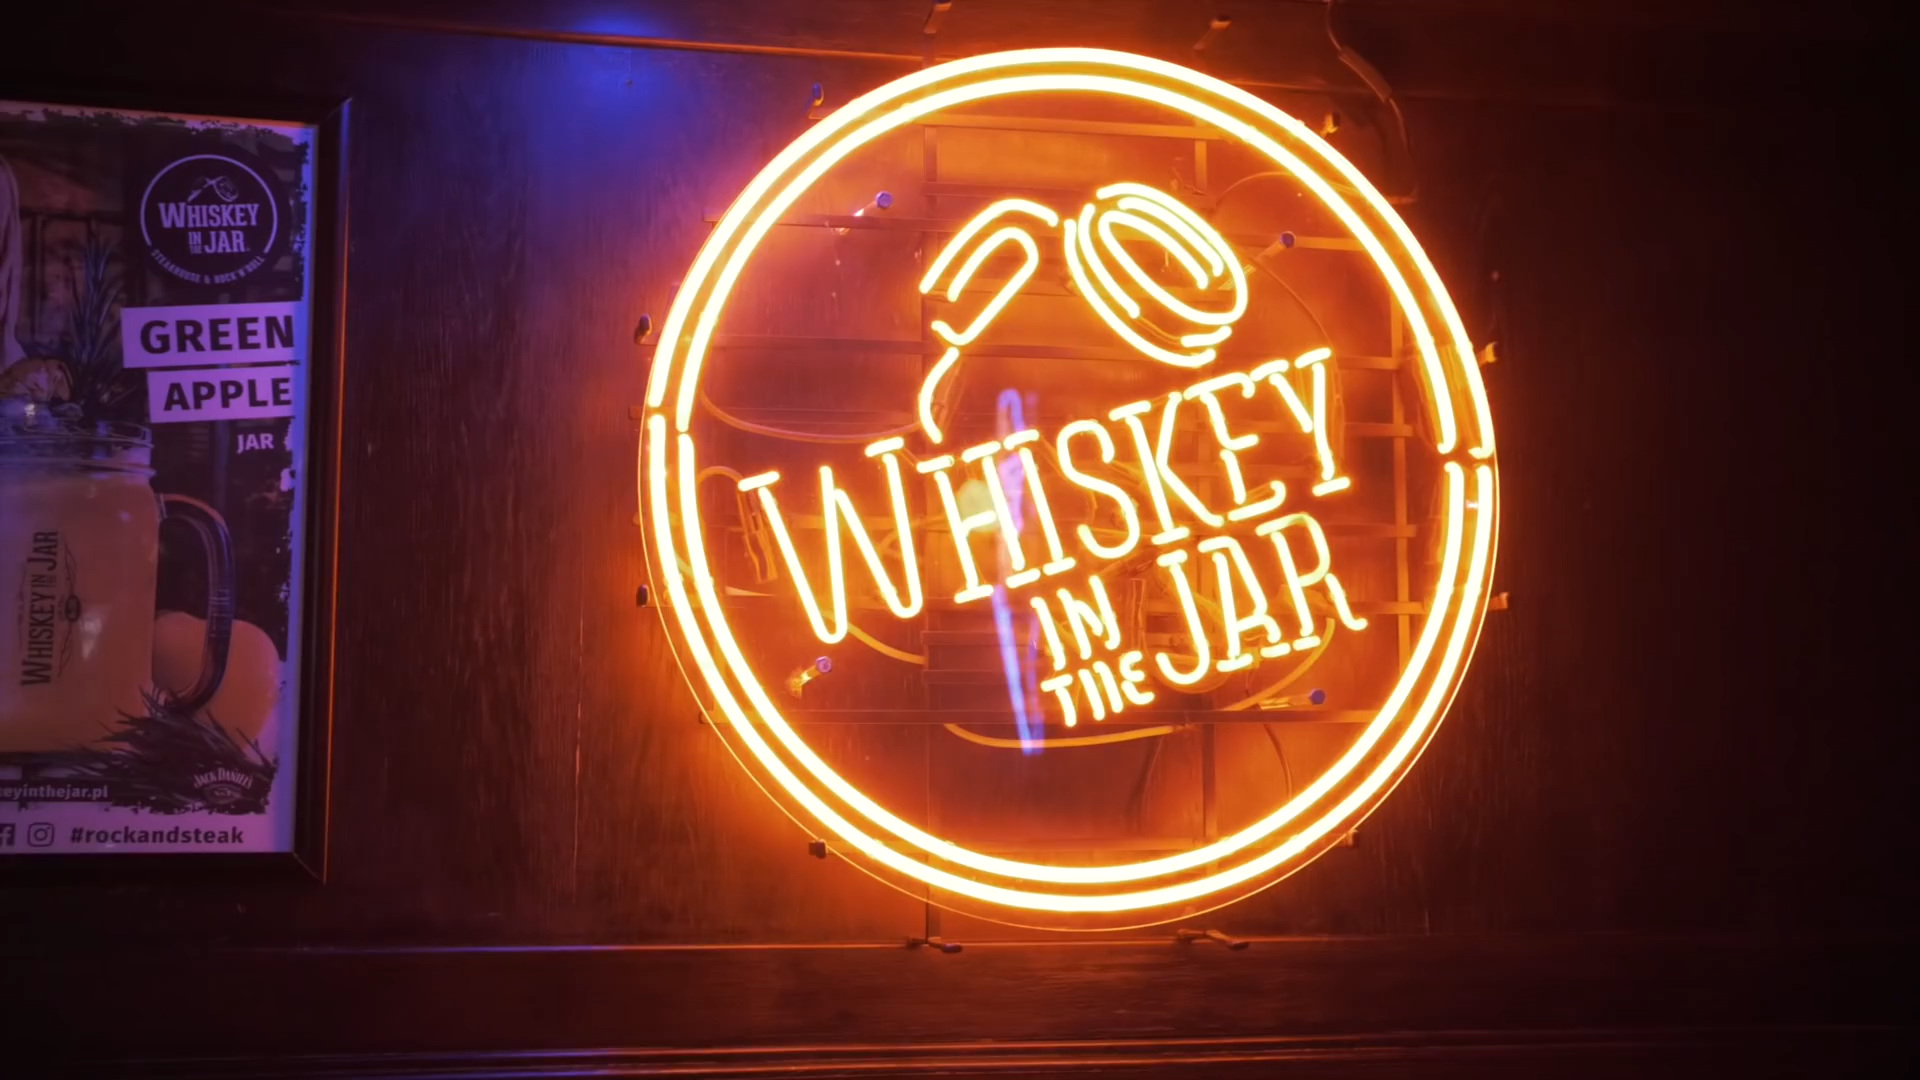 WHISKEY
IN
THE JAR
STEAKHOUSE & ROCK'N'ROLL
GREEN
APPLE
JAR
WHISKEY IN THE JAR
JACK DANIEL'S
eyinthejar.pl
#rockandsteak
WHISKEY
IN
THE JAR